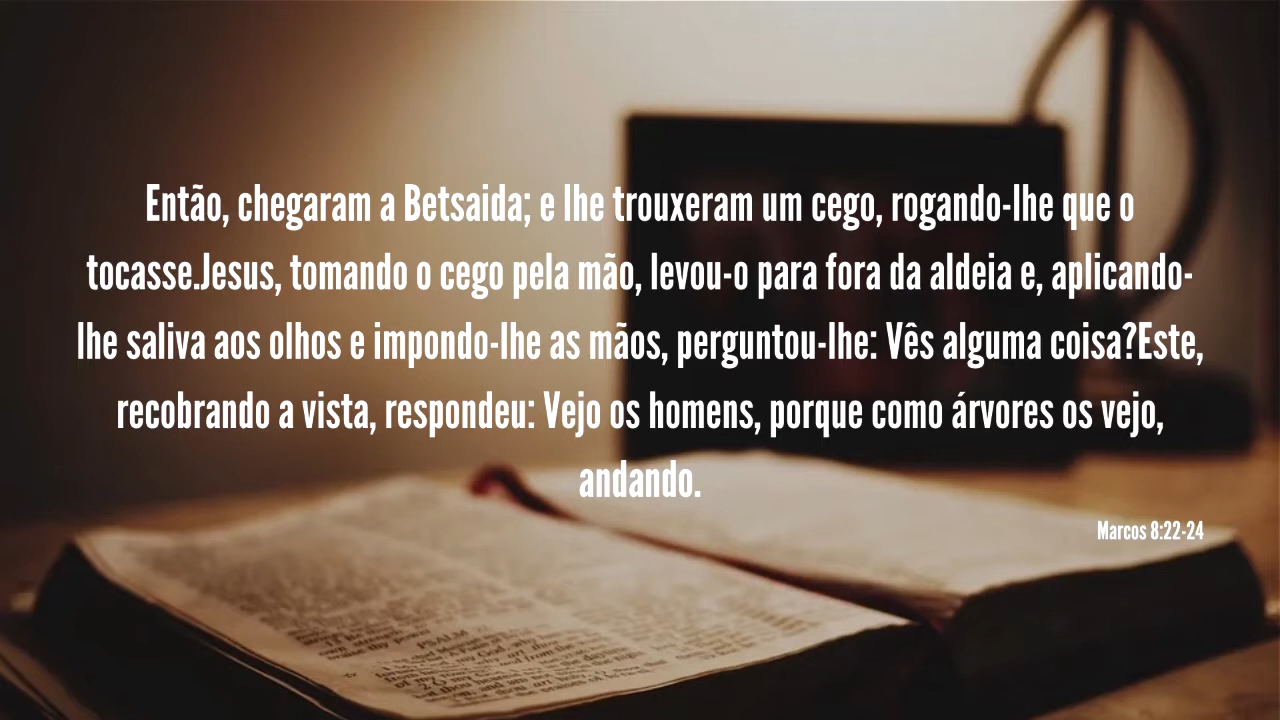 Então, chegaram a Betsaida; e lhe trouxeram um cego, rogando-lhe que o
tocasse.Jesus, tomando o cego pela mão, levou-o para fora da aldeia e, aplicando-
lhe saliva aos olhos e impondo-lhe as mãos, perguntou-lhe: Vês alguma coisa?Este,
recobrando a vista, respondeu: Vejo os homens, porque como árvores os vejo,
andando.
Marcos 8:22-24
PSALM